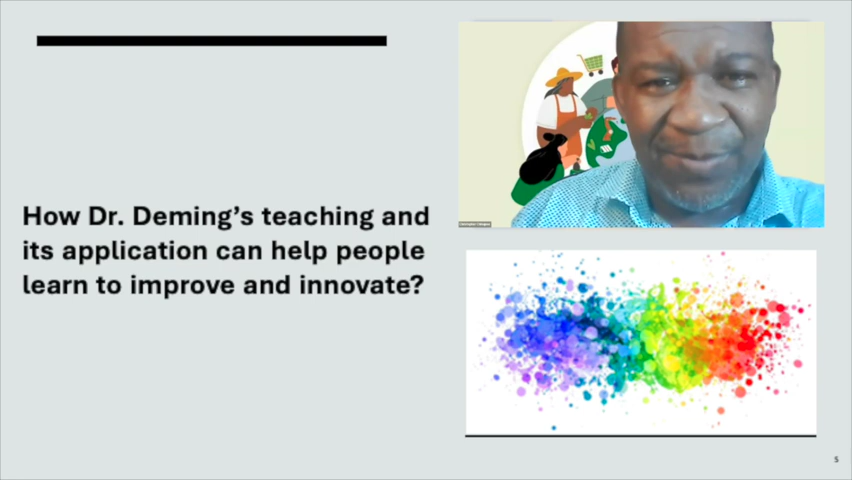 How Dr. Deming’s teaching and
its application can help people
learn to improve and innovate?
5